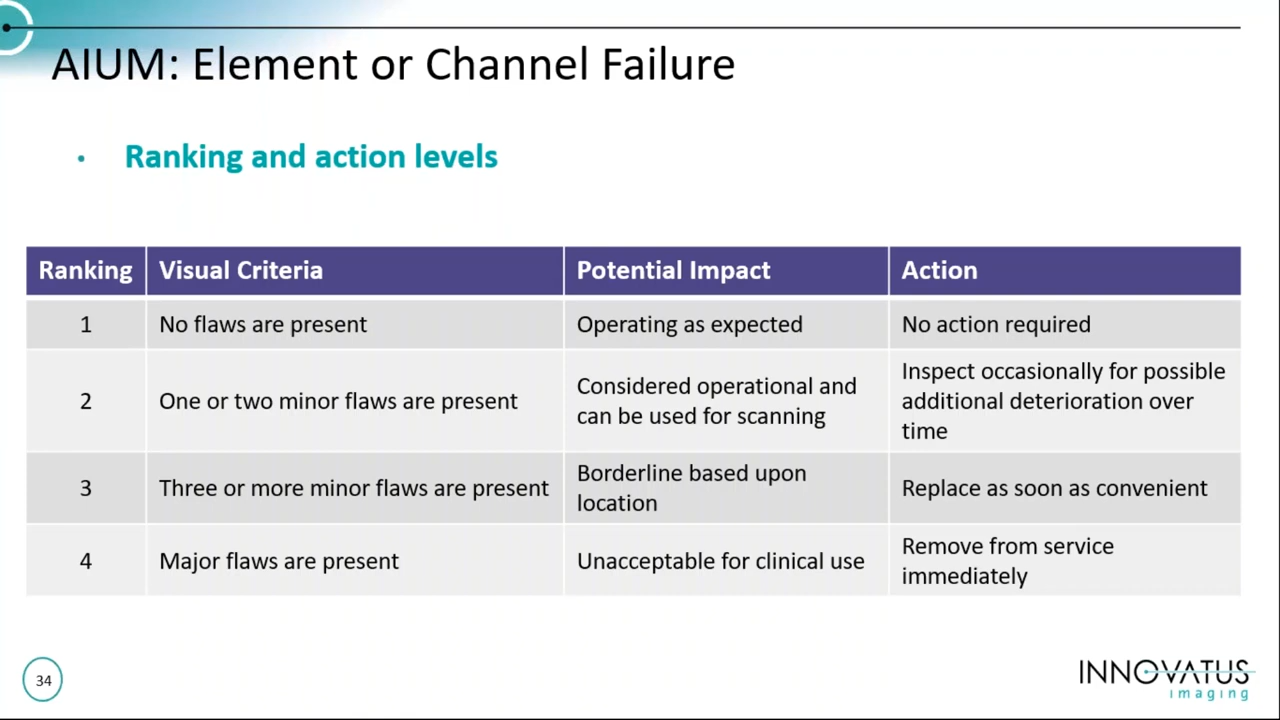 AIUM: Element or Channel Failure
• Ranking and action levels
Ranking Visual Criteria Potential Impact Action
1 No flaws are present Operating as expected No action required
2 One or two minor flaws are present Considered operational and
can be used for scanning
Inspect occasionally for possible
additional deterioration over
time
3 Three or more minor flaws are present Borderline based upon
location
Replace as soon as convenient
4 Major flaws are present Unacceptable for clinical use Remove from service
immediately
34
INNOVATUS
imaging